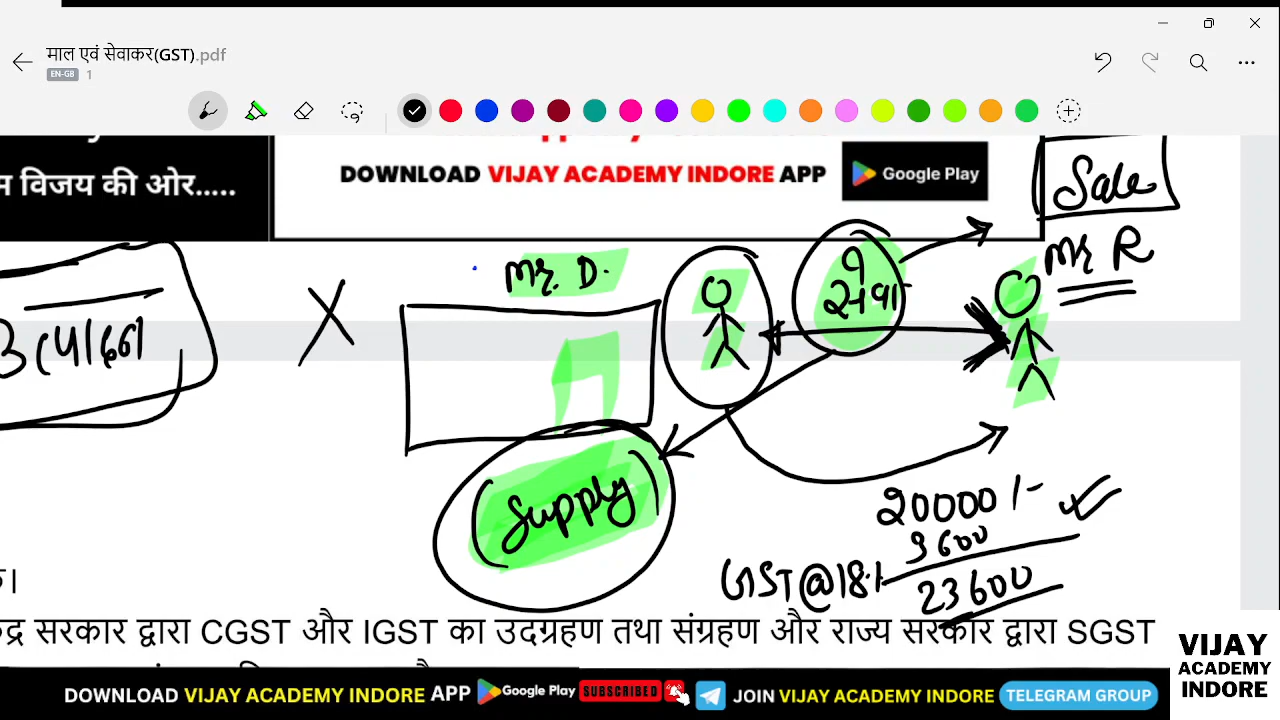 माल एवं सेवाकर(GST).pdf
EN-GB 1
विजय की ओर.....
DOWNLOAD VIJAY ACADEMY INDORE APP
Google Play
Sale
Mr R
Mr. D.
सेवा
X
उत्पादन
(Supply)
20000/-
3600
GST@18%
23600
सरकार द्वारा CGST और IGST का उदग्रहण तथा संग्रहण और राज्य सरकार द्वारा SGST
VIJAY
ACADEMY
INDORE
DOWNLOAD VIJAY ACADEMY INDORE APP Google Play SUBSCRIBED JOIN VIJAY ACADEMY INDORE TELEGRAM GROUP